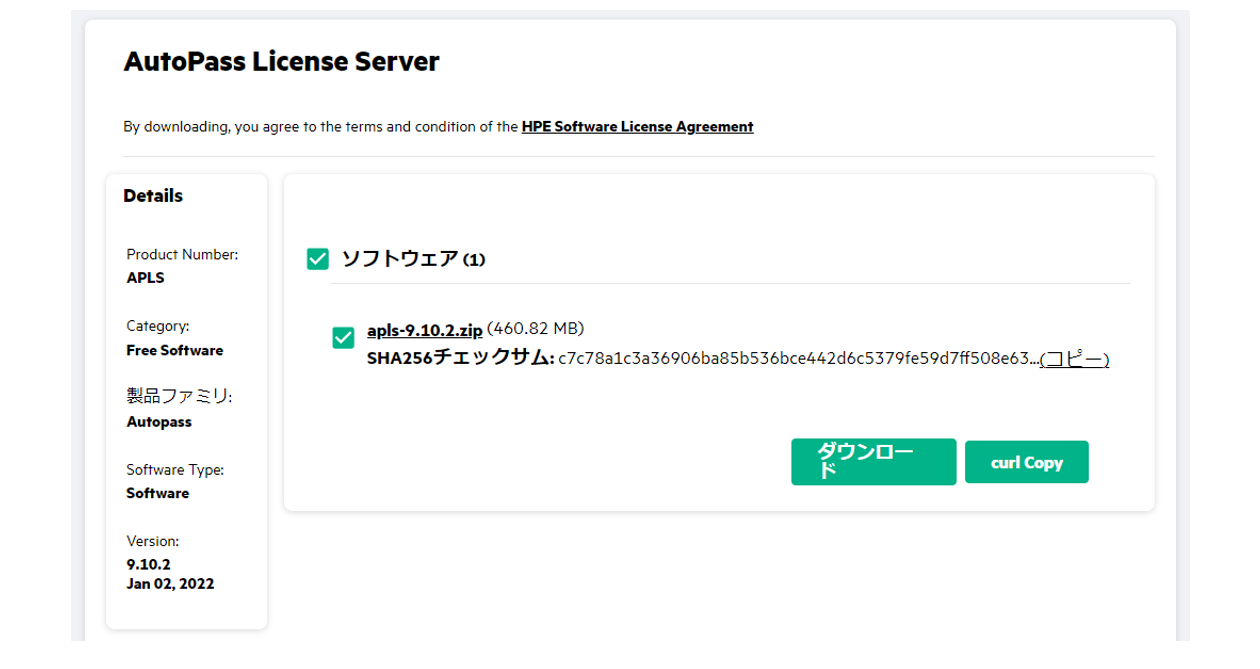 AutoPass License Server
By downloading, you agree to the terms and condition of the HPE Software License Agreement
Details
Product Number:
APLS
Category:
Free Software
製品ファミリ:
Autopass
Software Type:
Software
Version:
9.10.2
Jan 02, 2022
ソフトウェア (1)
apls-9.10.2.zip (460.82 MB)
SHA256チェックサム: c7c78a1c3a36906ba85b536bce442d6c5379fe59d7ff508e63...(コピー)
ダウンロー
ド
curl Copy